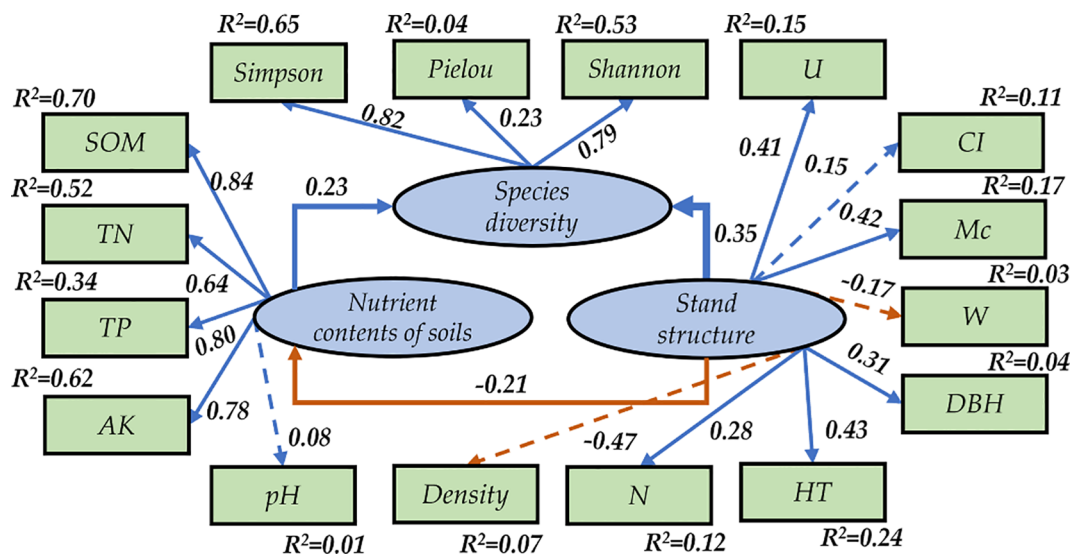 R²=0.65
R²=0.04
R²=0.53
R²=0.15
Simpson
Pielou
Shannon
U
R²=0.70
SOM
R²=0.11
CI
0.82
0.23
0.79
0.41
0.15
R²=0.52
TN
0.84
0.23
Species
diversity
0.35
0.42
R²=0.17
Mc
R²=0.34
TP
0.64
0.80
Nutrient
contents of soils
Stand
structure
-0.17
R²=0.03
W
R²=0.62
AK
0.78
-0.21
0.31
R²=0.04
DBH
0.08
-0.47
0.28
0.43
pH
Density
N
HT
R²=0.01
R²=0.07
R²=0.12
R²=0.24